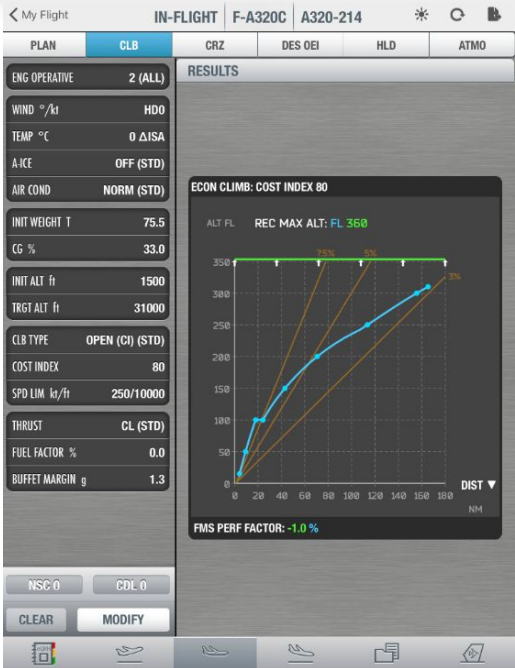 My Flight
IN-FLIGHT F-A320C A320-214
PLAN CLB CRZ DES OEI HLD ATMO
ENG OPERATIVE 2 (ALL)
WIND °/kt HD0
TEMP °C 0 ΔISA
A-ICE OFF (STD)
AIR COND NORM (STD)
INIT WEIGHT T 75.5
CG % 33.0
INIT ALT ft 1500
TRGT ALT ft 31000
CLB TYPE OPEN (CI) (STD)
COST INDEX 80
SPD LIM kt/ft 250/10000
THRUST CL (STD)
FUEL FACTOR % 0.0
BUFFET MARGIN g 1.3
NSC 0 CDL 0
CLEAR MODIFY
RESULTS
ECON CLIMB: COST INDEX 80
ALT FL REC MAX ALT: FL 360
7.5% 5%
3%
350
300
250
200
150
100
50
0
0 20 40 60 80 100 120 140 160 180
DIST ▼
NM
FMS PERF FACTOR: -1.0 %